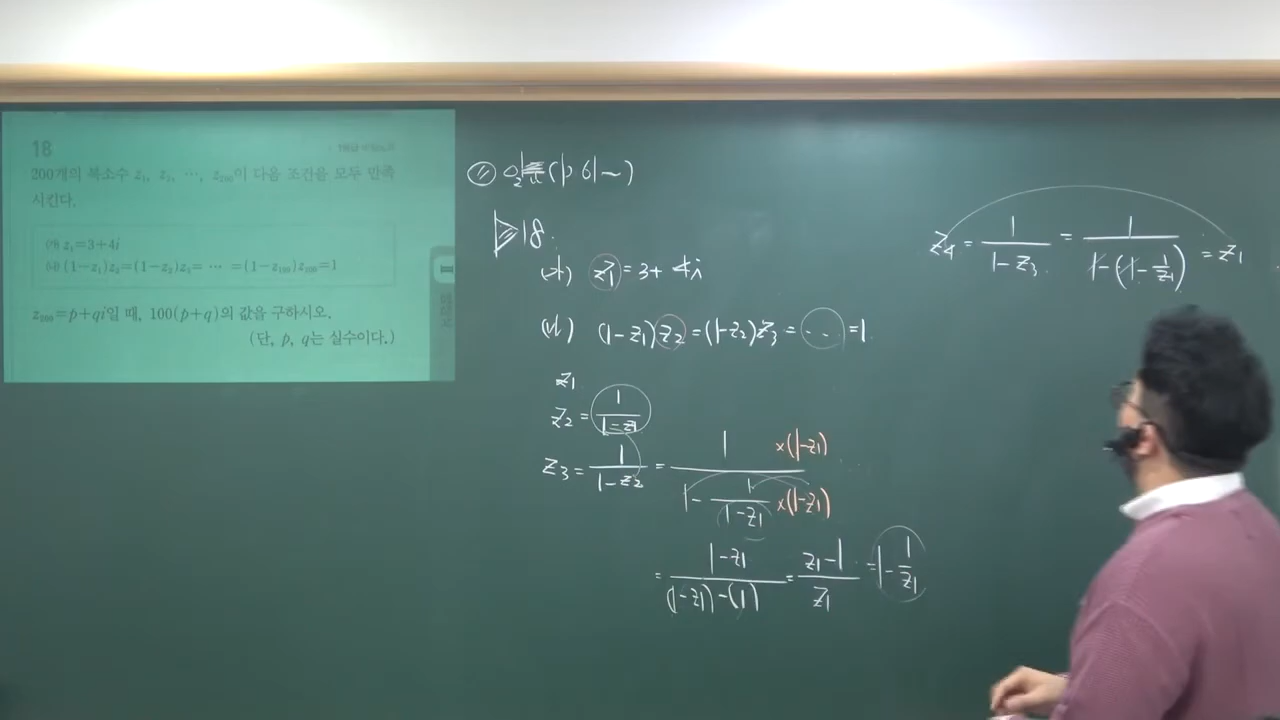 18
200개의 복소수 z₁, z₂, ⋯, z₂₀₀이 다음 조건을 모두 만족
시킨다.
(가) z₁=3+4i
(나) (1-z₁)z₂=(1-z₂)z₃= ⋯ =(1-z₁₉₉)z₂₀₀=1
z₂₀₀=p+qi일 때, 100(p+q)의 값을 구하시오.
(단, p, q는 실수이다.)
(p 61~)
18.
(가) z₁=3+4i
(나) (1-z₁)z₂=(1-z₂)z₃=⋯=1
z₁
z₂=1/(1-z₁)
z₃=1/(1-z₂)=1 ×(1-z₁)/(1-1/(1-z₁)) ×(1-z₁)
=(1-z₁)/((1-z₁)-(1))=(z₁-1)/z₁=1-1/z₁
z₄=1/(1-z₃)=1/(1-(1-1/z₁))=z₁